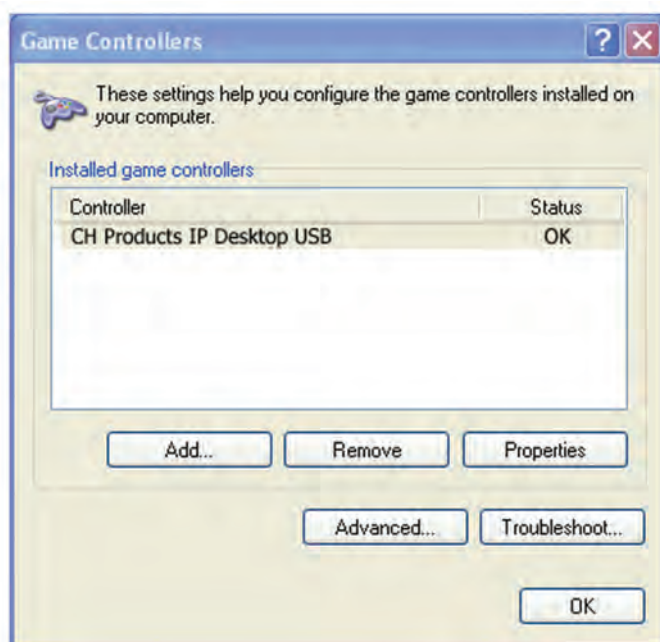 Game Controllers
These settings help you configure the game controllers installed on
your computer.
Installed game controllers
Controller Status
CH Products IP Desktop USB OK
Add... Remove Properties
Advanced... Troubleshoot...
OK